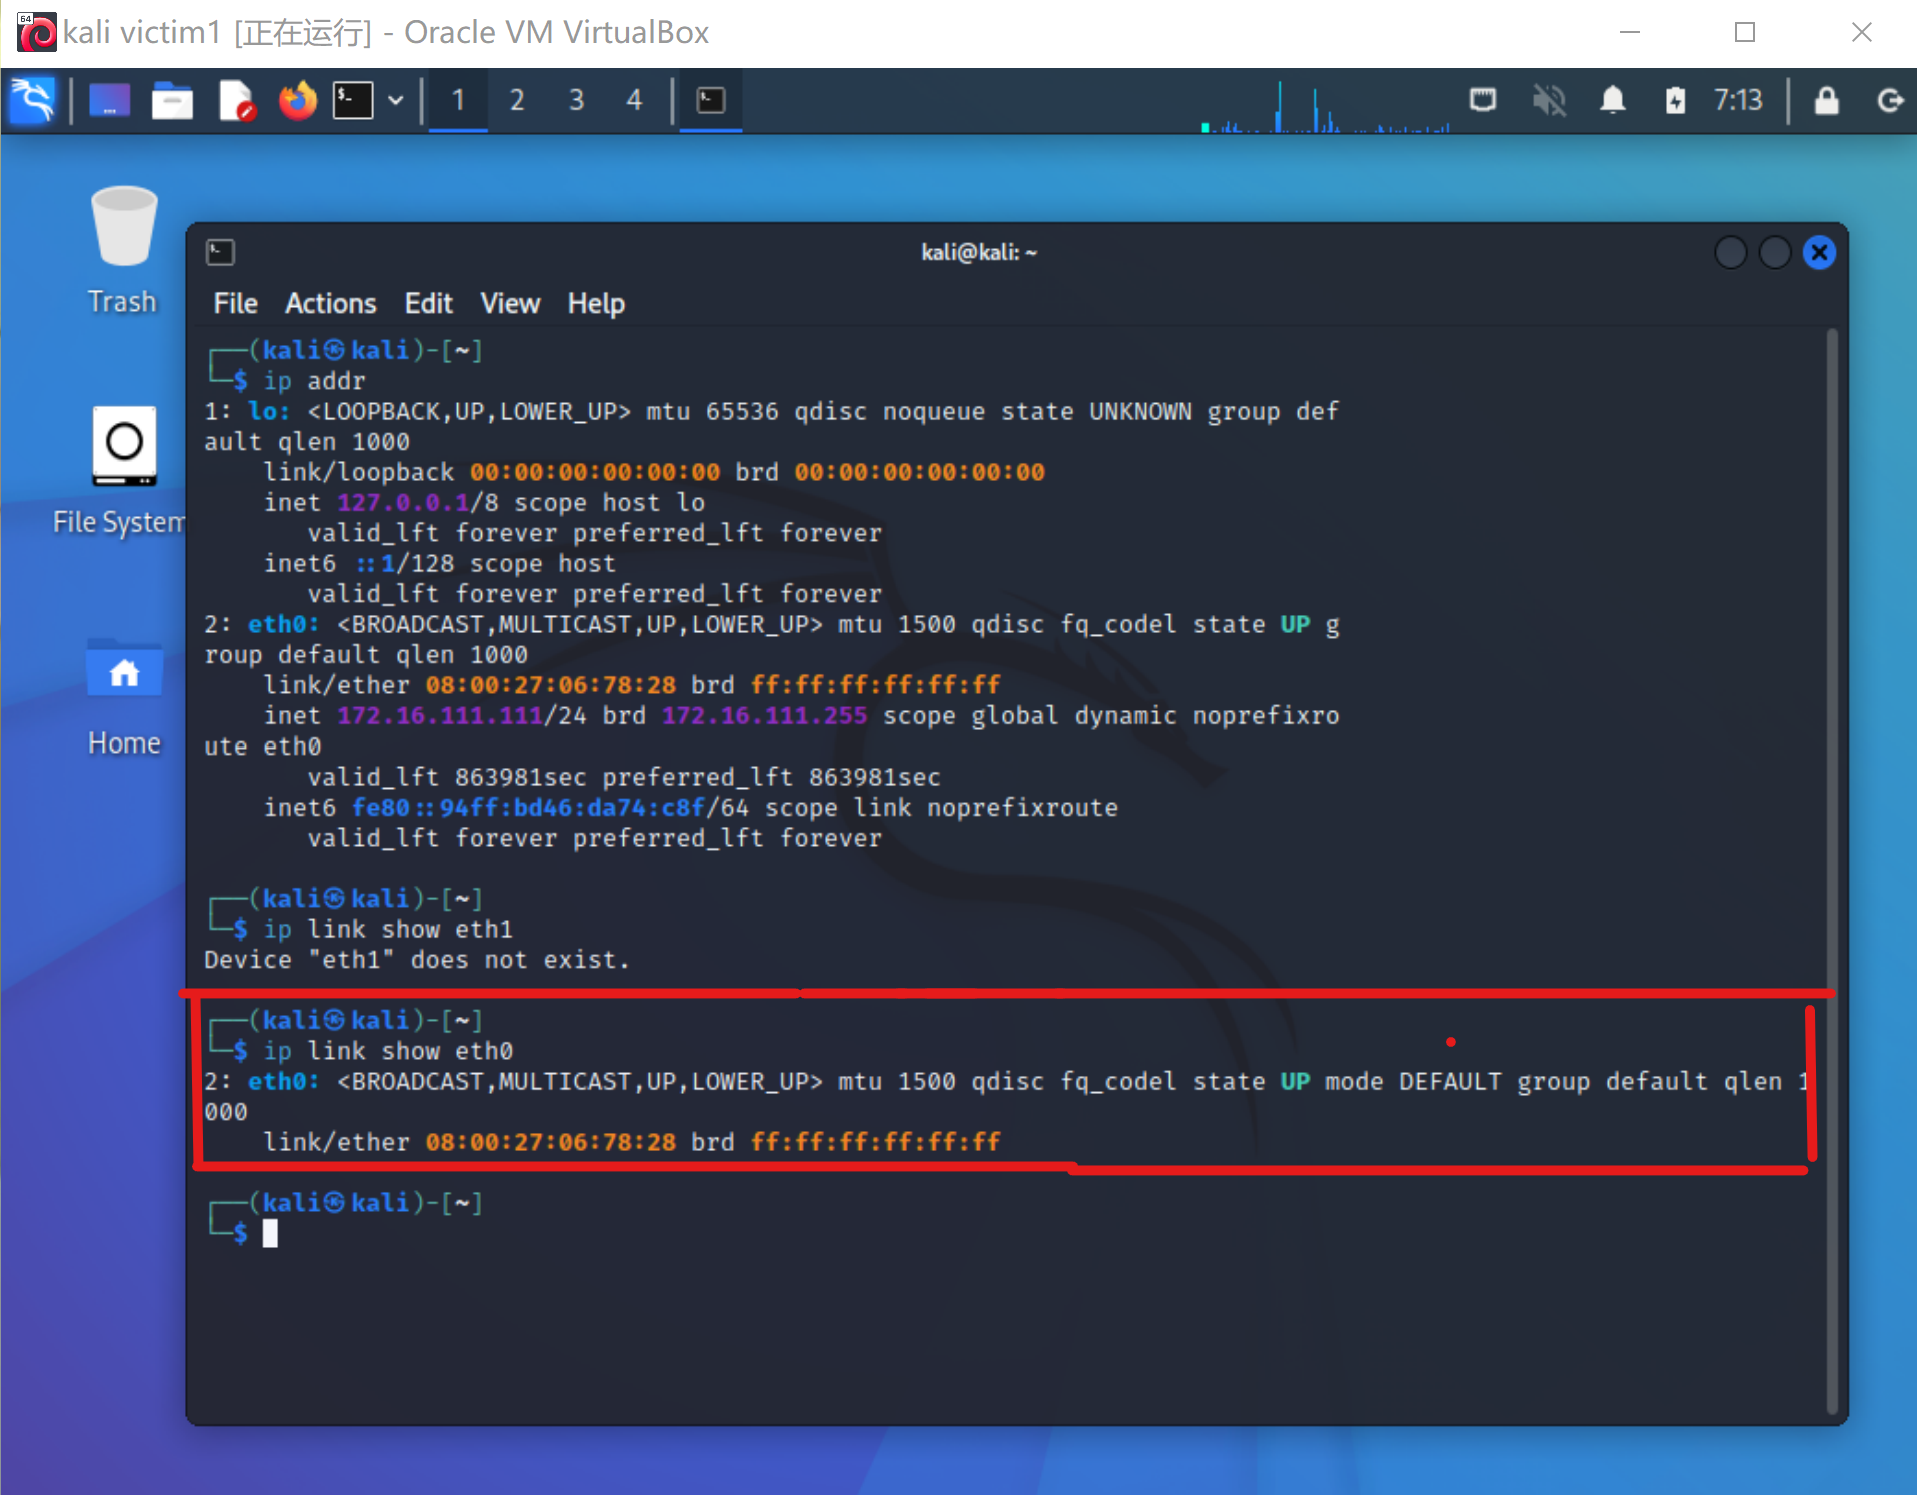 64
kali victim1 [正在运行] - Oracle VM VirtualBox
1 2 3 4 7:13
Trash
File System
Home
kali@kali: ~
File Actions Edit View Help
┌──(kali㉿kali)-[~]
└─$ ip addr
1: lo: <LOOPBACK,UP,LOWER_UP> mtu 65536 qdisc noqueue state UNKNOWN group def
ault qlen 1000
link/loopback 00:00:00:00:00:00 brd 00:00:00:00:00:00
inet 127.0.0.1/8 scope host lo
valid_lft forever preferred_lft forever
inet6 ::1/128 scope host
valid_lft forever preferred_lft forever
2: eth0: <BROADCAST,MULTICAST,UP,LOWER_UP> mtu 1500 qdisc fq_codel state UP g
roup default qlen 1000
link/ether 08:00:27:06:78:28 brd ff:ff:ff:ff:ff:ff
inet 172.16.111.111/24 brd 172.16.111.255 scope global dynamic noprefixro
ute eth0
valid_lft 863981sec preferred_lft 863981sec
inet6 fe80::94ff:bd46:da74:c8f/64 scope link noprefixroute
valid_lft forever preferred_lft forever
┌──(kali㉿kali)-[~]
└─$ ip link show eth1
Device "eth1" does not exist.
┌──(kali㉿kali)-[~]
└─$ ip link show eth0
2: eth0: <BROADCAST,MULTICAST,UP,LOWER_UP> mtu 1500 qdisc fq_codel state UP mode DEFAULT group default qlen 1
000
link/ether 08:00:27:06:78:28 brd ff:ff:ff:ff:ff:ff
┌──(kali㉿kali)-[~]
└─$